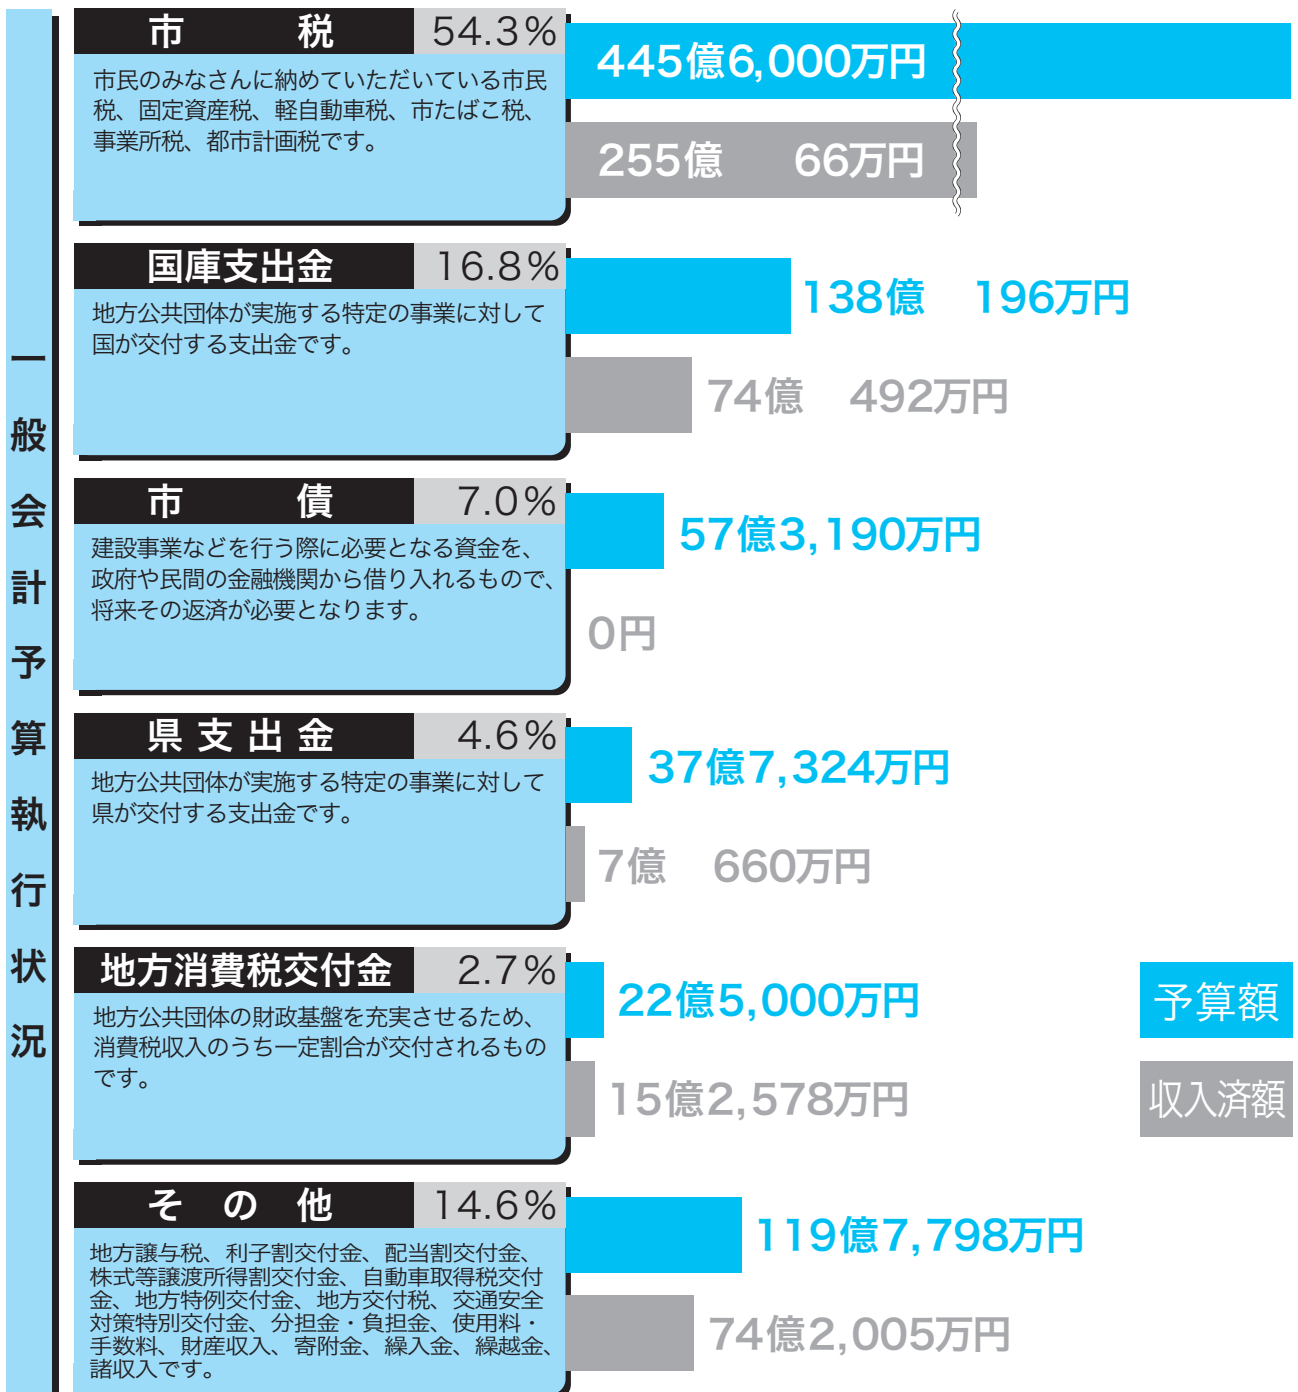 一般会計予算執行状況
市税 54.3%
市民のみなさんに納めていただいている市民
税、固定資産税、軽自動車税、市たばこ税、
事業所税、都市計画税です。
445億6,000万円
255億 66万円
国庫支出金 16.8%
地方公共団体が実施する特定の事業に対して
国が交付する支出金です。
138億 196万円
74億 492万円
市債 7.0%
建設事業などを行う際に必要となる資金を、
政府や民間の金融機関から借り入れるもので、
将来その返済が必要となります。
57億3,190万円
0円
県支出金 4.6%
地方公共団体が実施する特定の事業に対して
県が交付する支出金です。
37億7,324万円
7億 660万円
地方消費税交付金 2.7%
地方公共団体の財政基盤を充実させるため、
消費税収入のうち一定割合が交付されるもの
です。
22億5,000万円
15億2,578万円
予算額
収入済額
その他 14.6%
地方譲与税、利子割交付金、配当割交付金、
株式等譲渡所得割交付金、自動車取得税交付
金、地方特例交付金、地方交付税、交通安全
対策特別交付金、分担金・負担金、使用料・
手数料、財産収入、寄附金、繰入金、繰越金、
諸収入です。
119億7,798万円
74億2,005万円